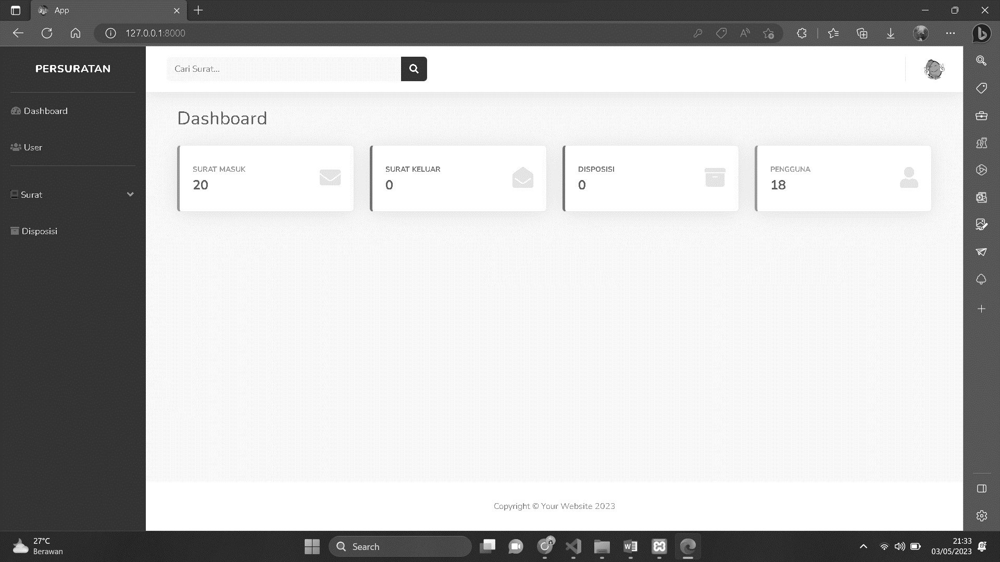 App
127.0.0.1:8000
PERSURATAN
Cari Surat...
Dashboard
User
Surat
Disposisi
Dashboard
SURAT MASUK
20
SURAT KELUAR
0
DISPOSISI
0
PENGGUNA
18
Copyright © Your Website 2023
27°C
Berawan
Search
21:33
03/05/2023